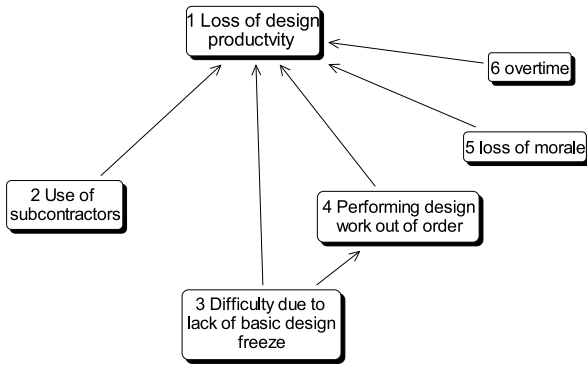 1 Loss of design
productvity
6 overtime
5 loss of morale
2 Use of
subcontractors
4 Performing design
work out of order
3 Difficulty due to
lack of basic design
freeze